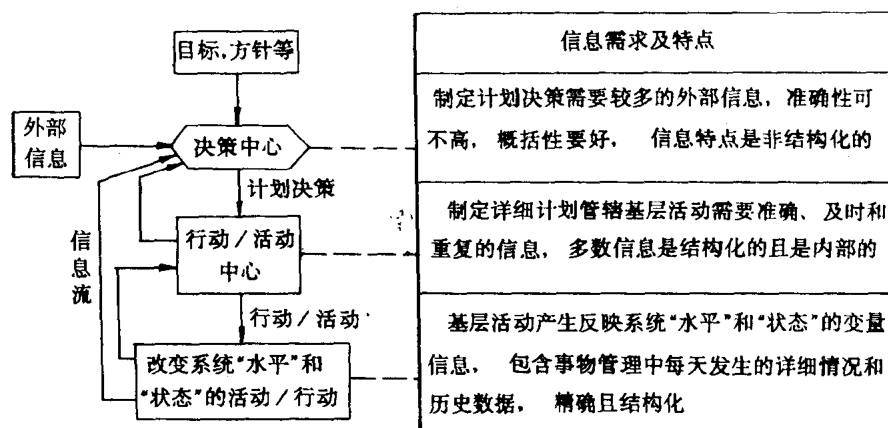 目标,方针等
外部
信息
决策中心
计划决策
行动/活动
中心
信
息
流
行动/活动
改变系统“水平”和
“状态”的活动/行动
信息需求及特点
制定计划决策需要较多的外部信息,准确性可
不高, 概括性要好, 信息特点是非结构化的
制定详细计划管辖基层活动需要准确、及时和
重复的信息, 多数信息是结构化的且是内部的
基层活动产生反映系统“水平”和“状态”的变量
信息, 包含事物管理中每天发生的详细情况和
历史数据, 精确且结构化